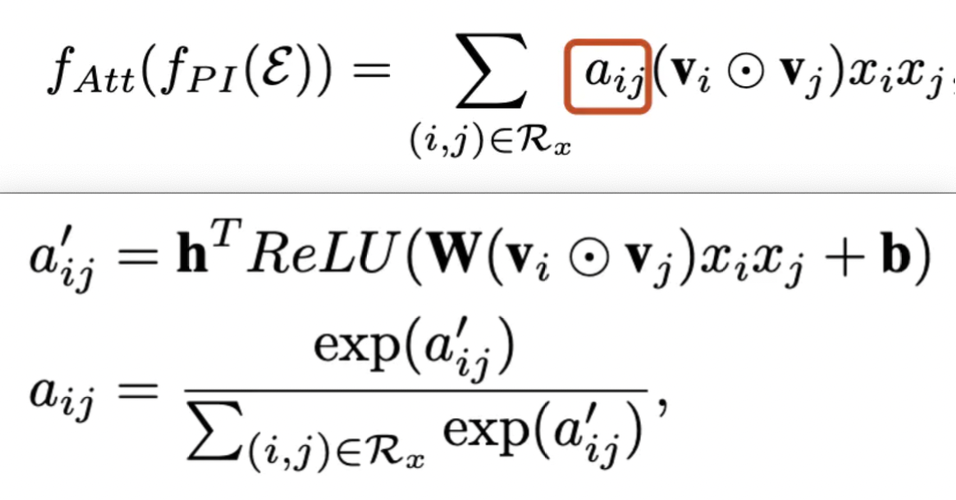 f_{Att}(f_{PI}(\mathcal{E})) = \sum_{(i,j) \in \mathcal{R}_x} a_{ij}(\mathbf{v}_i \odot \mathbf{v}_j)x_i x_j,
a'_{ij} = \mathbf{h}^T ReLU(\mathbf{W}(\mathbf{v}_i \odot \mathbf{v}_j)x_i x_j + \mathbf{b})
a_{ij} = \frac{\exp(a'_{ij})}{\sum_{(i,j) \in \mathcal{R}_x} \exp(a'_{ij})},